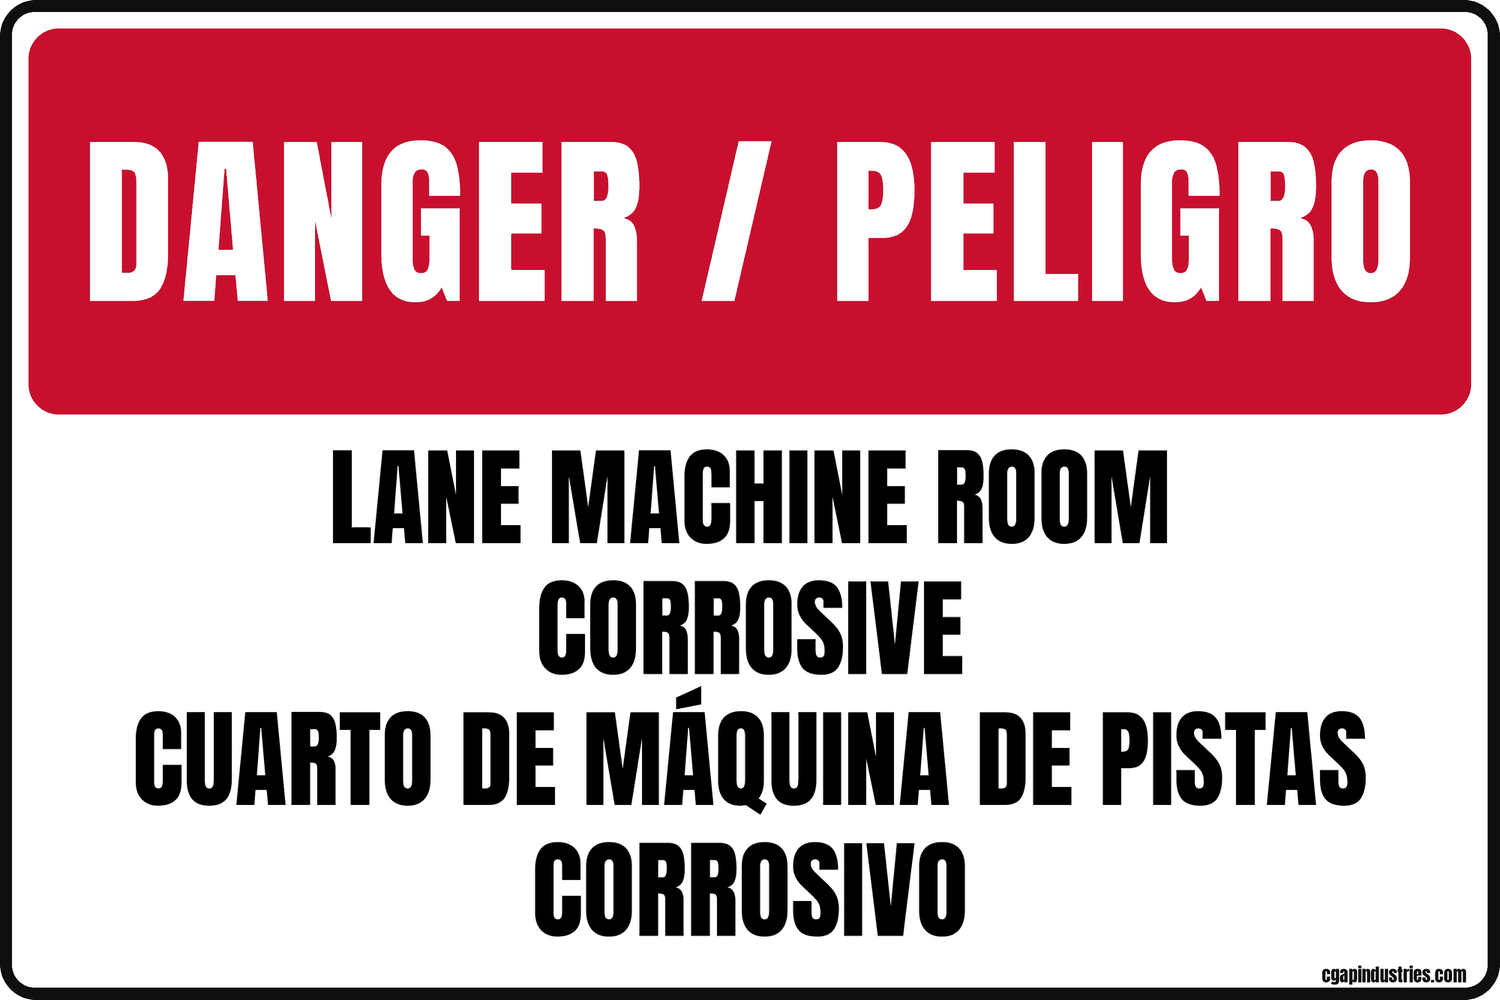 DANGER / PELIGRO
LANE MACHINE ROOM
CORROSIVE
CUARTO DE MÁQUINA DE PISTAS
CORROSIVO
cgapindustries.com